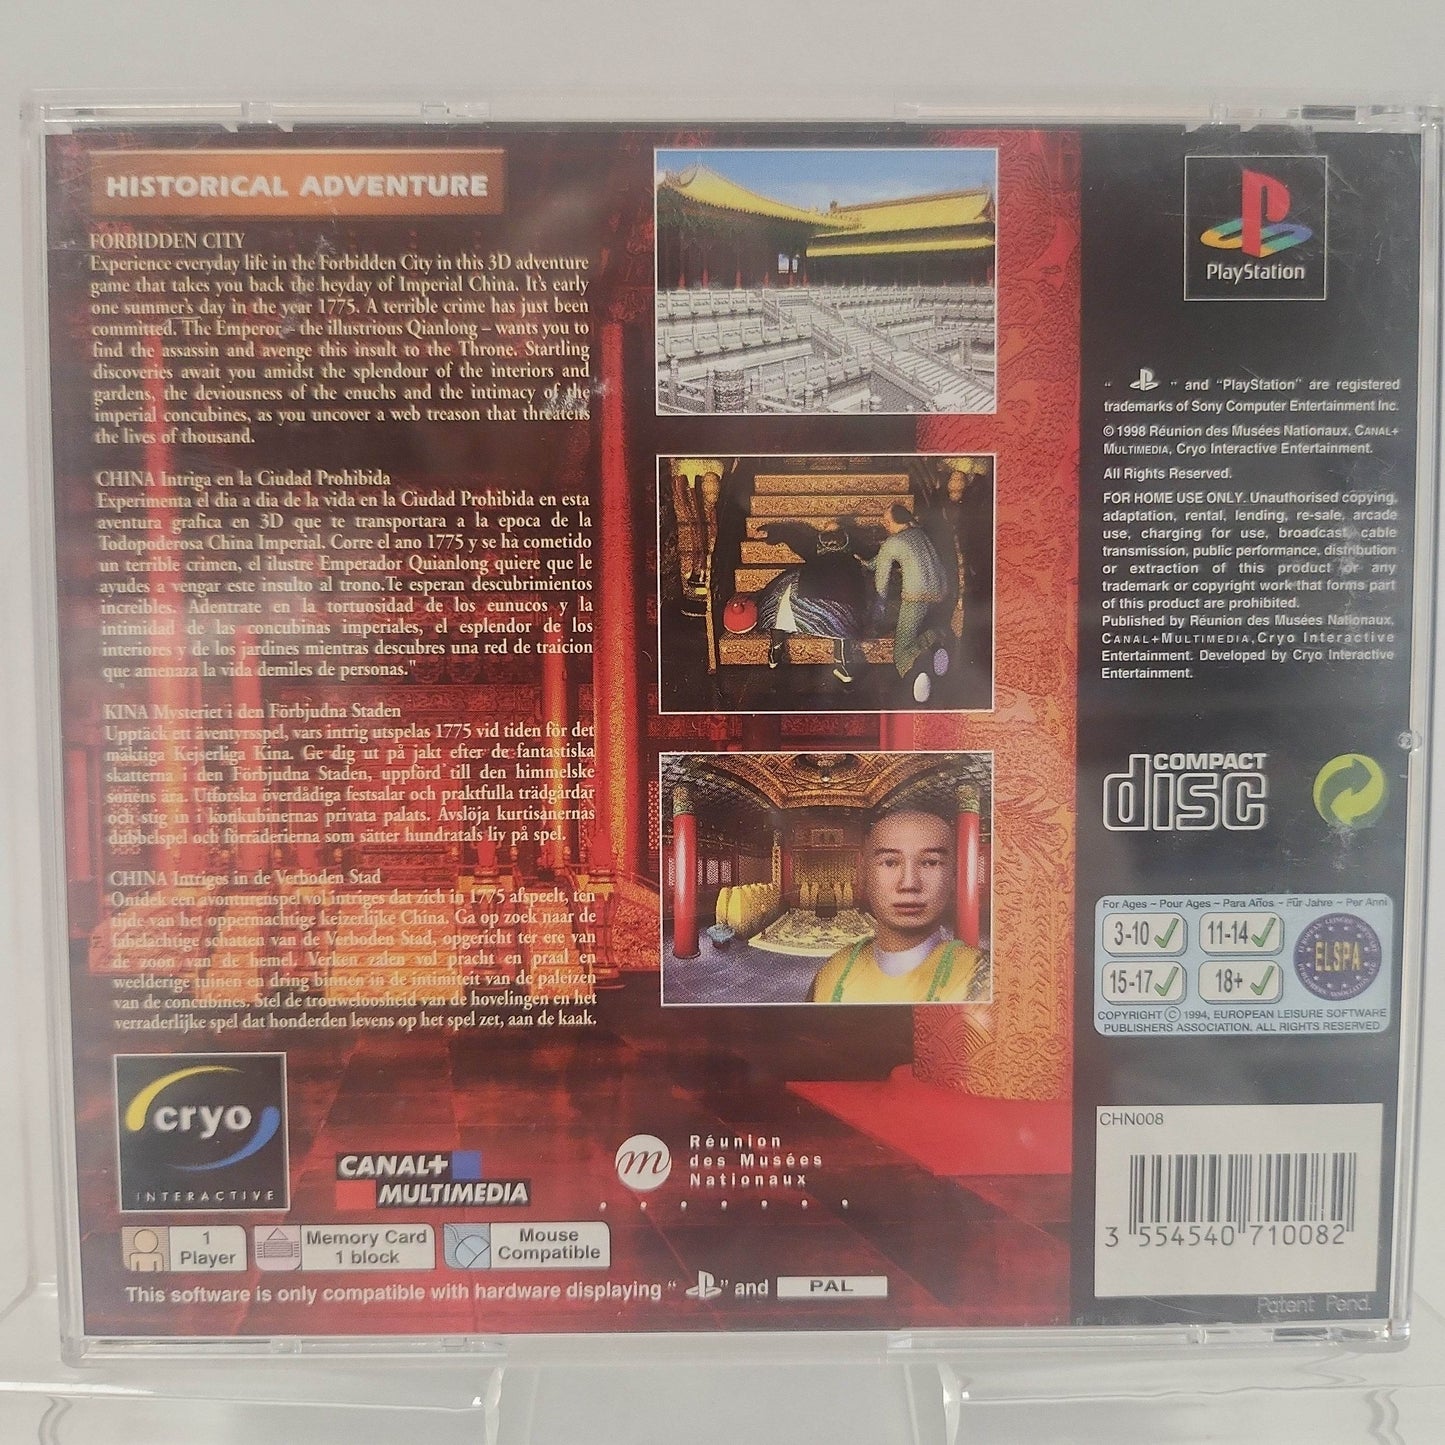 HISTORICAL ADVENTURE
FORBIDDEN CITY
Experience everyday life in the Forbidden City in this 3D adventure
game that takes you back the heyday of Imperial China. It's early
one summer's day in the year 1775. A terrible crime has just been
committed. The Emperor – the illustrious Qianlong – wants you to
find the assassin and avenge this insult to the Throne. Startling
discoveries await you amidst the splendour of the interiors and
gardens, the deviousness of the enuchs and the intimacy of the
imperial concubines, as you uncover a web treason that threatens
the lives of thousand.
CHINA Intriga en la Ciudad Prohibida
Experimenta el dia a dia de la vida en la Ciudad Prohibida en esta
aventura grafica en 3D que te transportara a la epoca de la
Todopoderosa China Imperial. Corre el ano 1775 y se ha cometido
un terrible crimen, el ilustre Emperador Quianlong quiere que le
ayudes a vengar este insulto al trono.Te esperan descubrimientos
increibles. Adentrate en la tortuosidad de los eunucos y la
intimidad de las concubinas imperiales, el esplendor de los
interiores y de los jardines mientras descubres una red de traicion
que amenaza la vida demiles de personas."
KINA Mysteriet i den Förbjudna Staden
Upptäck ett äventyrsspel, vars intrig utspelas 1775 vid tiden för det
mäktiga Kejserliga Kina. Ge dig ut på jakt efter de fantastiska
skatterna i den Förbjudna Staden, uppförd till den himmelske
sonens ära. Utforska överdådiga festsalar och praktfulla trädgårdar
och stig in i konkubinernas privata palats. Avslöja kurtisanernas
dubbelspel och förräderierna som sätter hundratals liv på spel.
CHINA Intriges in de Verboden Stad
Ontdek een avonturenspel vol intriges dat zich in 1775 afspeelt, ten
tijde van het oppermachtige keizerlijke China. Ga op zoek naar de
fabelachtige schatten van de Verboden Stad, opgericht ter ere van
de zoon van de hemel. Verken zalen vol pracht en praal en
weelderige tuinen en dring binnen in de intimiteit van de paleizen
van de concubines. Stel de trouweloosheid van de hovelingen en het
verraderlijke spel dat honderden levens op het spel zet, aan de kaak.
cryo
INTERACTIVE
CANAL+
MULTIMEDIA
m
Réunion
des Musées
Nationaux
1
Player
Memory Card
1 block
Mouse
Compatible
This software is only compatible with hardware displaying " " and PAL
PlayStation
" " and "PlayStation" are registered
trademarks of Sony Computer Entertainment Inc.
© 1998 Réunion des Musées Nationaux, CANAL+
MULTIMEDIA, Cryo Interactive Entertainment.
All Rights Reserved.
FOR HOME USE ONLY. Unauthorised copying,
adaptation, rental, lending, re-sale, arcade
use, charging for use, broadcast, cable
transmission, public performance, distribution
or extraction of this product or any
trademark or copyright work that forms part
of this product are prohibited.
Published by Réunion des Musées Nationaux,
CANAL+MULTIMEDIA,Cryo Interactive
Entertainment. Developed by Cryo Interactive
Entertainment.
COMPACT
disc
For Ages ~ Pour Ages ~ Para Años ~ Für Jahre ~ Per Anni
3-10 11-14
15-17 18+
ELSPA
COPYRIGHT © 1994, EUROPEAN LEISURE SOFTWARE
PUBLISHERS ASSOCIATION. ALL RIGHTS RESERVED
CHN008
3 554540 710082
Patent Pend.